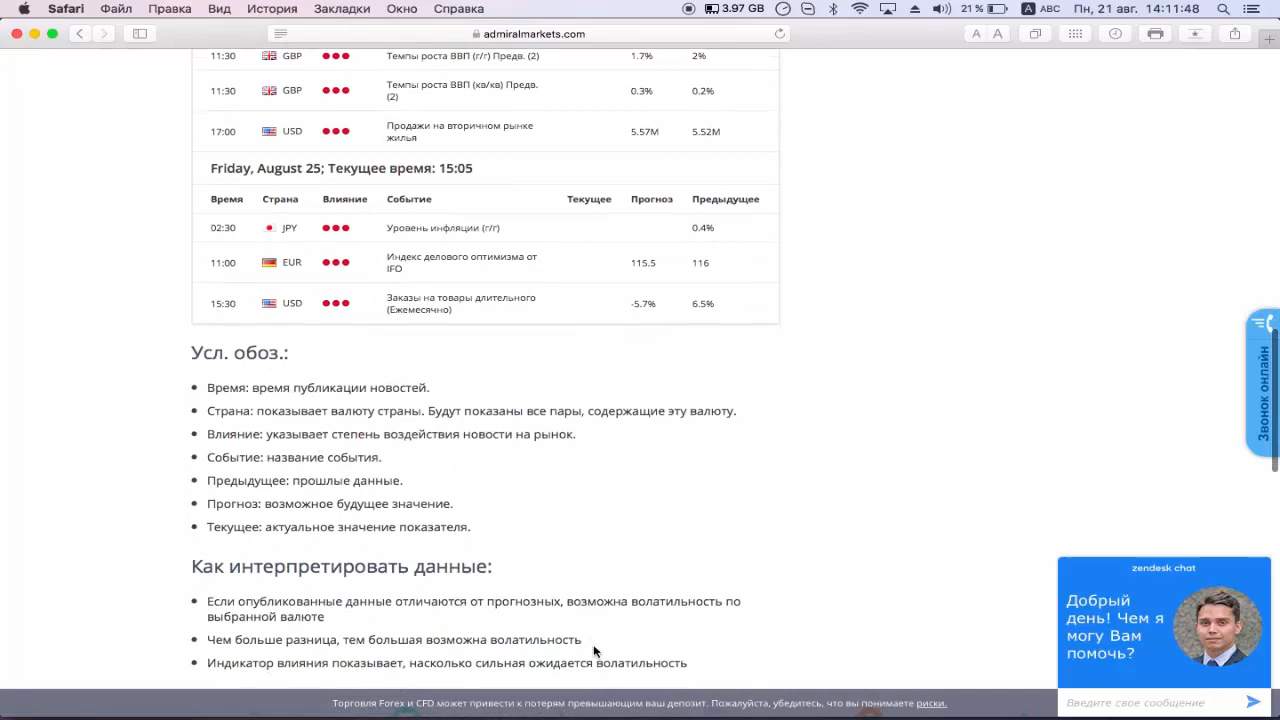 Safari Файл Правка Вид История Закладки Окно Справка 3.97 GB 21% ABC Пн, 21 авг. 14:11:48
admiralmarkets.com
11:30 GBP Темпы роста ВВП (г/г) Предв. (2) 1.7% 2%
11:30 GBP Темпы роста ВВП (кв/кв) Предв.
(2) 0.3% 0.2%
17:00 USD Продажи на вторичном рынке
жилья 5.57M 5.52M
Friday, August 25; Текущее время: 15:05
Время Страна Влияние Событие Текущее Прогноз Предыдущее
02:30 JPY Уровень инфляции (г/г) 0.4%
11:00 EUR Индекс делового оптимизма от
IFO 115.5 116
15:30 USD Заказы на товары длительного
(Ежемесячно) -5.7% 6.5%
Усл. обоз.:
Время: время публикации новостей.
Страна: показывает валюту страны. Будут показаны все пары, содержащие эту валюту.
Влияние: указывает степень воздействия новости на рынок.
Событие: название события.
Предыдущее: прошлые данные.
Прогноз: возможное будущее значение.
Текущее: актуальное значение показателя.
Как интерпретировать данные:
Если опубликованные данные отличаются от прогнозных, возможна волатильность по
выбранной валюте
Чем больше разница, тем большая возможна волатильность
Индикатор влияния показывает, насколько сильная ожидается волатильность
Звонок онлайн
zendesk chat
Добрый
день! Чем я
могу Вам
помочь?
Введите свое сообщение
Торговля Forex и CFD может привести к потерям превышающим ваш депозит. Пожалуйста, убедитесь, что вы понимаете риски.